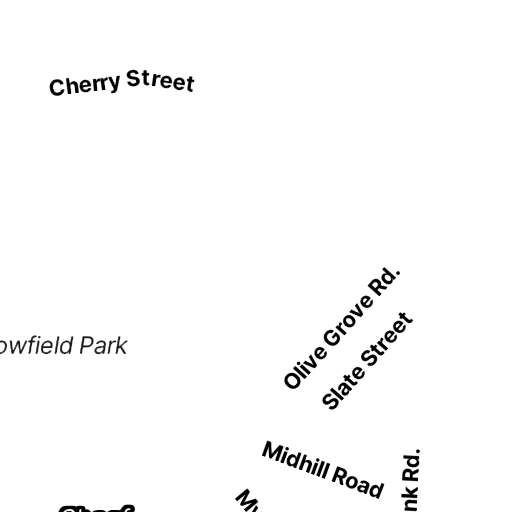 Cherry Street
Olive Grove Rd.
Slate Street
owfield Park
Midhill Road
nk Rd.